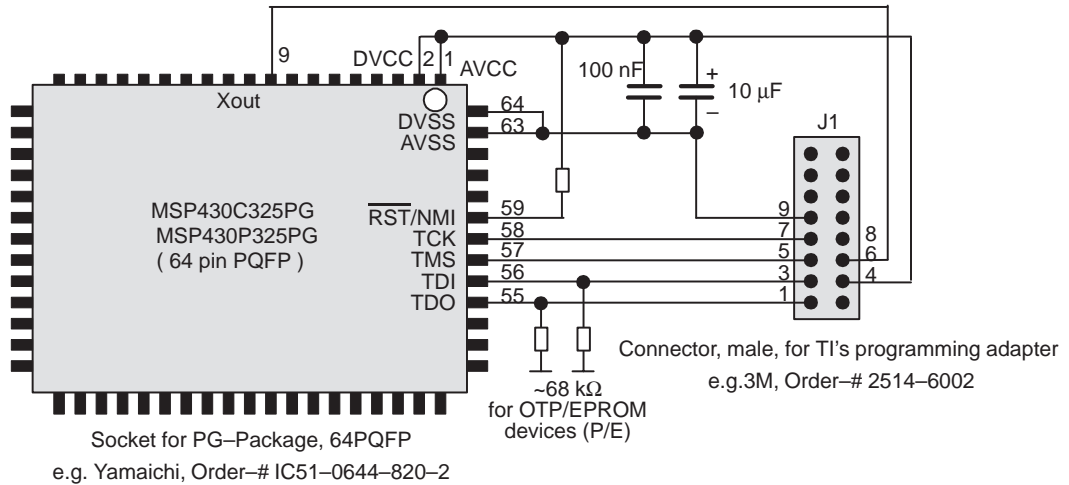 9
DVCC 2 1 AVCC
Xout
100 nF
+
10 μF
–
64
DVSS
63
AVSS
J1
MSP430C325PG
MSP430P325PG
( 64 pin PQFP )
RST/NMI 59
TCK 58
TMS 57
TDI 56
TDO 55
9
7 8
5 6
3 4
1
~68 kΩ
for OTP/EPROM
devices (P/E)
Connector, male, for TI's programming adapter
e.g.3M, Order–# 2514–6002
Socket for PG–Package, 64PQFP
e.g. Yamaichi, Order–# IC51–0644–820–2